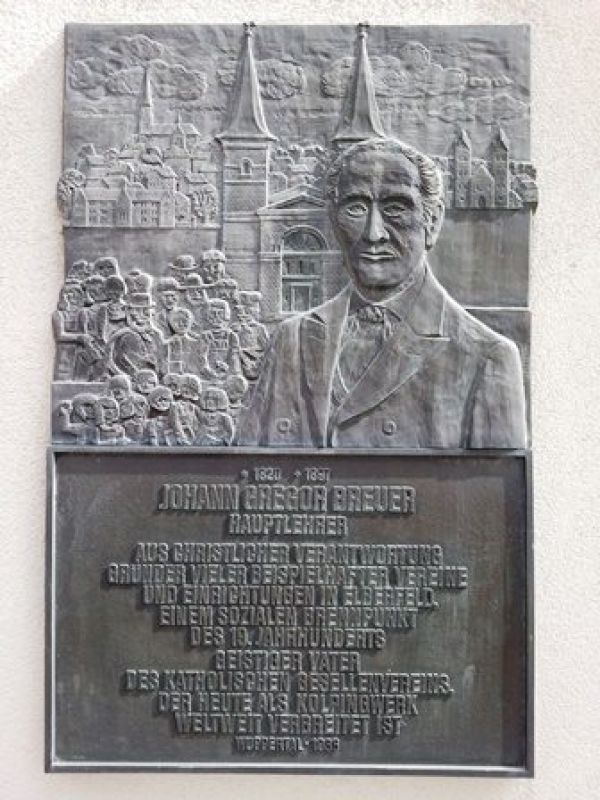 * 1820 + 1897
JOHANN GREGOR BREUER
HAUPTLEHRER
AUS CHRISTLICHER VERANTWORTUNG
GRÜNDER VIELER BEISPIELHAFTER VEREINE
UND EINRICHTUNGEN IN ELBERFELD,
EINEM SOZIALEN BRENNPUNKT
DES 19. JAHRHUNDERTS
GEISTIGER VATER
DES KATHOLISCHEN GESELLENVEREINS,
DER HEUTE ALS KOLPINGWERK
WELTWEIT VERBREITET IST
WUPPERTAL